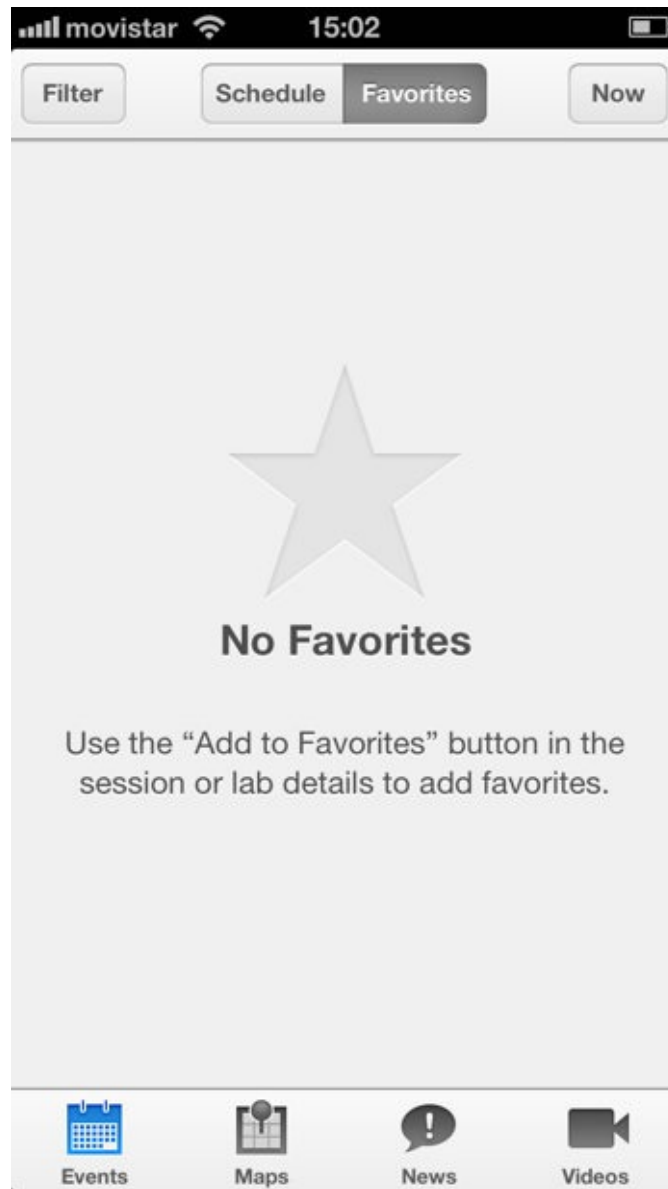 movistar 15:02
Filter Schedule Favorites Now
No Favorites
Use the “Add to Favorites” button in the
session or lab details to add favorites.
Events Maps News Videos